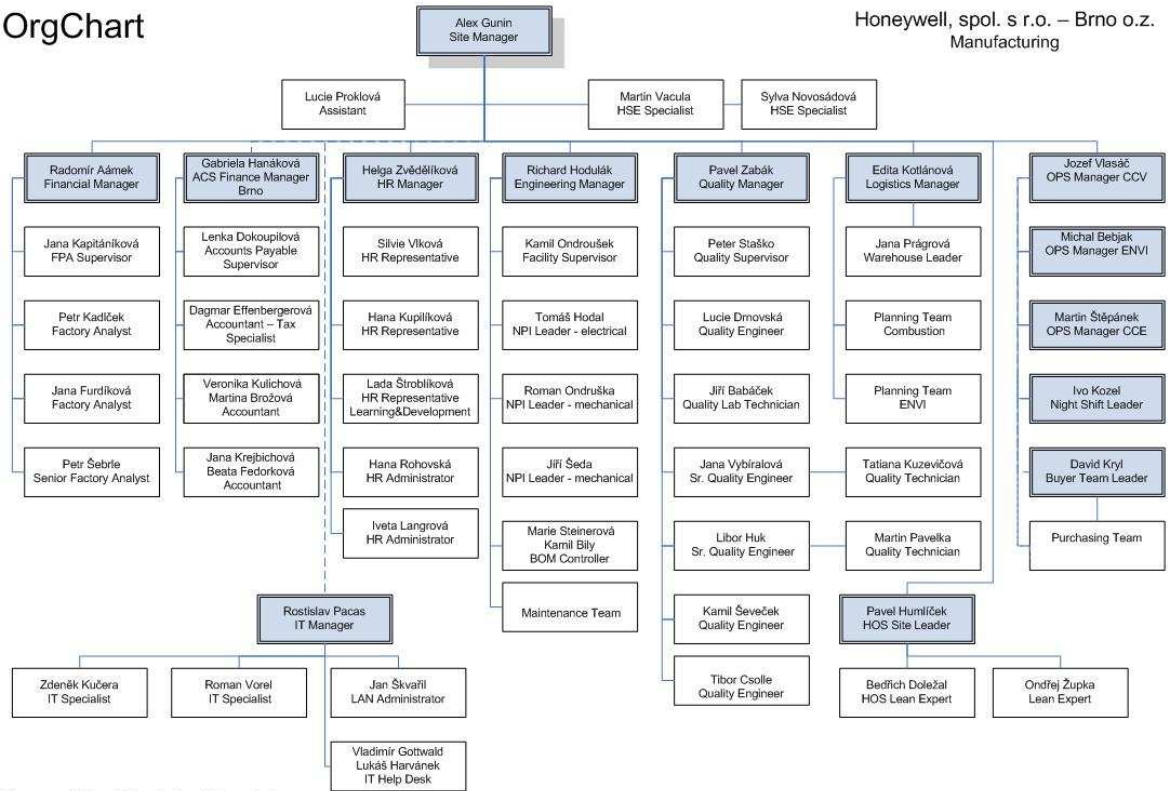 OrgChart
Honeywell, spol. s r.o. – Brno o.z.
Manufacturing
Alex Gunin
Site Manager
Lucie Proklová
Assistant
Martin Vacula
HSE Specialist
Sylva Novosádová
HSE Specialist
Radomír Aámek
Financial Manager
Gabriela Hanáková
ACS Finance Manager
Brno
Helga Zvědělíková
HR Manager
Richard Hodulák
Engineering Manager
Pavel Zabák
Quality Manager
Edita Kotlánová
Logistics Manager
Jozef Vlasáč
OPS Manager CCV
Jana Kapitáníková
FPA Supervisor
Lenka Dokoupilová
Accounts Payable
Supervisor
Silvie Vlková
HR Representative
Kamil Ondroušek
Facility Supervisor
Peter Staško
Quality Supervisor
Jana Prágrová
Warehouse Leader
Michal Bebjak
OPS Manager ENVI
Petr Kadlček
Factory Analyst
Dagmar Effenbergerová
Accountant – Tax
Specialist
Hana Kupilíková
HR Representative
Tomáš Hodal
NPI Leader - electrical
Lucie Drnovská
Quality Engineer
Planning Team
Combustion
Martin Štěpánek
OPS Manager CCE
Jana Furdíková
Factory Analyst
Veronika Kulichová
Martina Brožová
Accountant
Lada Štroblíková
HR Representative
Learning&Development
Roman Ondruška
NPI Leader - mechanical
Jiří Babáček
Quality Lab Technician
Planning Team
ENVI
Ivo Kozel
Night Shift Leader
Petr Šebrle
Senior Factory Analyst
Jana Krejbichová
Beata Fedorková
Accountant
Hana Rohovská
HR Administrator
Jiří Šeda
NPI Leader - mechanical
Jana Vybíralová
Sr. Quality Engineer
Tatiana Kuzevičová
Quality Technician
David Kryl
Buyer Team Leader
Iveta Langrová
HR Administrator
Marie Steinerová
Kamil Bily
BOM Controller
Libor Huk
Sr. Quality Engineer
Martin Pavelka
Quality Technician
Purchasing Team
Rostislav Pacas
IT Manager
Maintenance Team
Kamil Ševeček
Quality Engineer
Pavel Humlíček
HOS Site Leader
Zdeněk Kučera
IT Specialist
Roman Vorel
IT Specialist
Jan Škvařil
LAN Administrator
Tibor Csolle
Quality Engineer
Bedřich Doležal
HOS Lean Expert
Ondřej Župka
Lean Expert
Vladimír Gottwald
Lukáš Harvánek
IT Help Desk